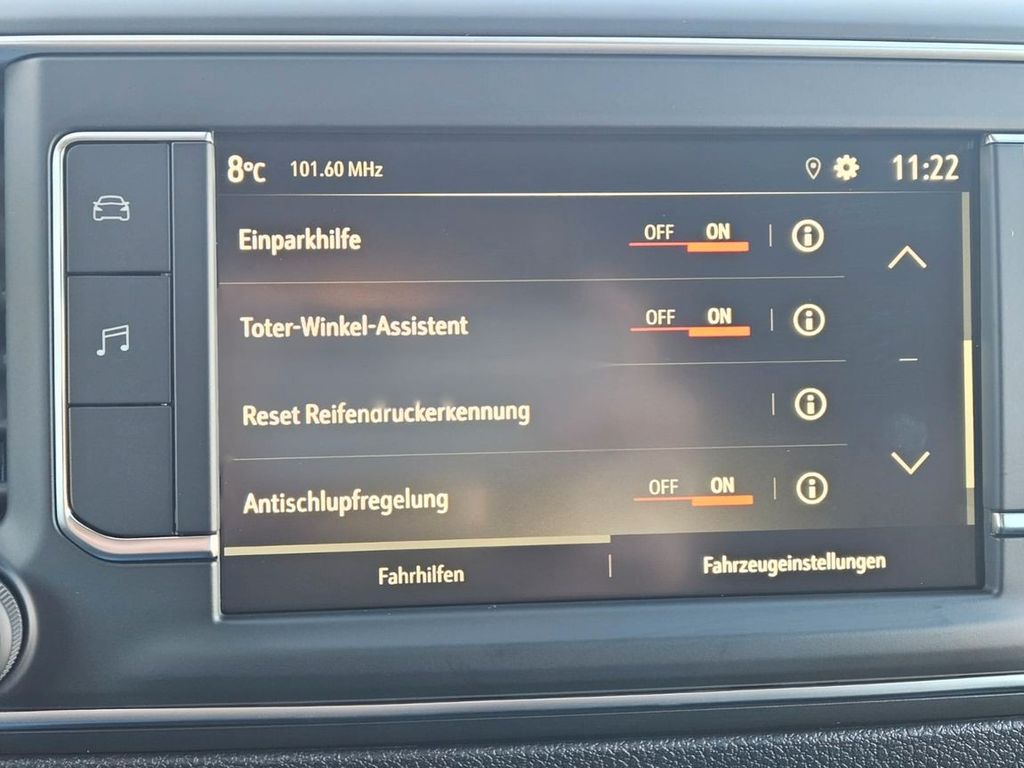 8°C 101.60 MHz 11:22
Einparkhilfe OFF ON
Toter-Winkel-Assistent OFF ON
Reset Reifendruckerkennung
Antischlupfregelung OFF ON
Fahrhilfen Fahrzeugeinstellungen